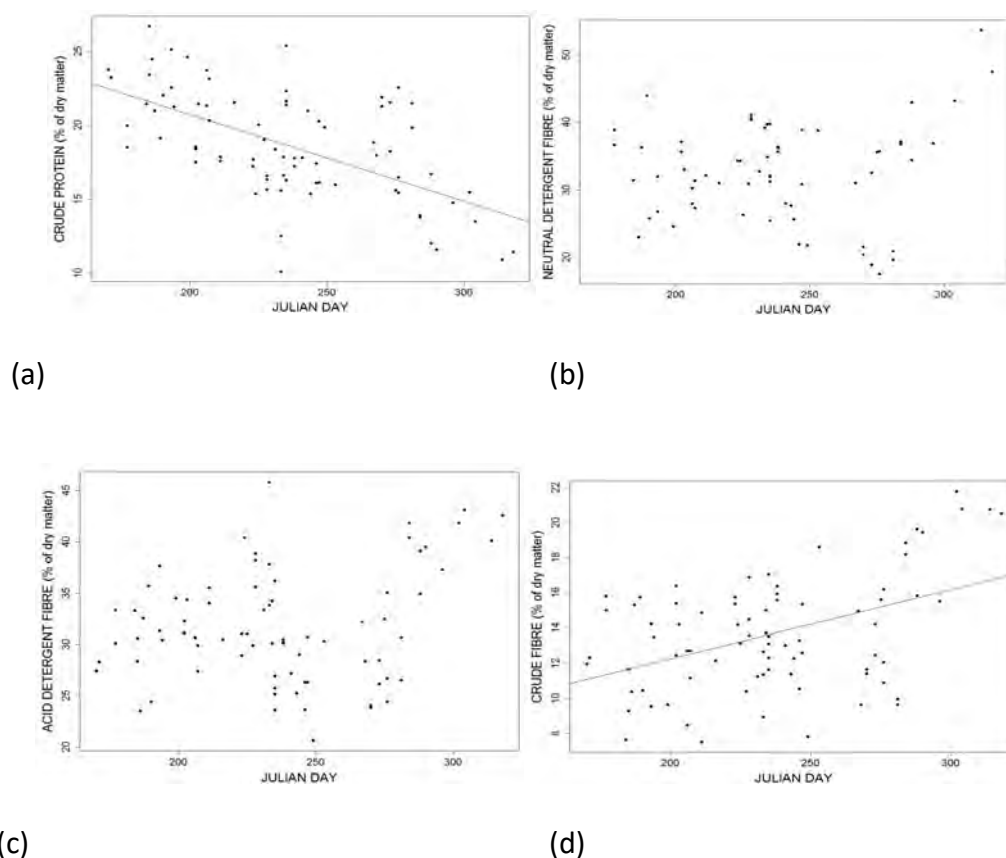 CRUDE PROTEIN (% of dry matter)
25
20
15
10
200
250
300
JULIAN DAY
(a)
NEUTRAL DETERGENT FIBRE (% of dry matter)
50
40
30
20
200
250
300
JULIAN DAY
(b)
ACID DETERGENT FIBRE (% of dry matter)
45
40
35
30
25
20
200
250
300
JULIAN DAY
(c)
CRUDE FIBRE (% of dry matter)
22
20
18
16
14
12
10
8
200
250
300
JULIAN DAY
(d)